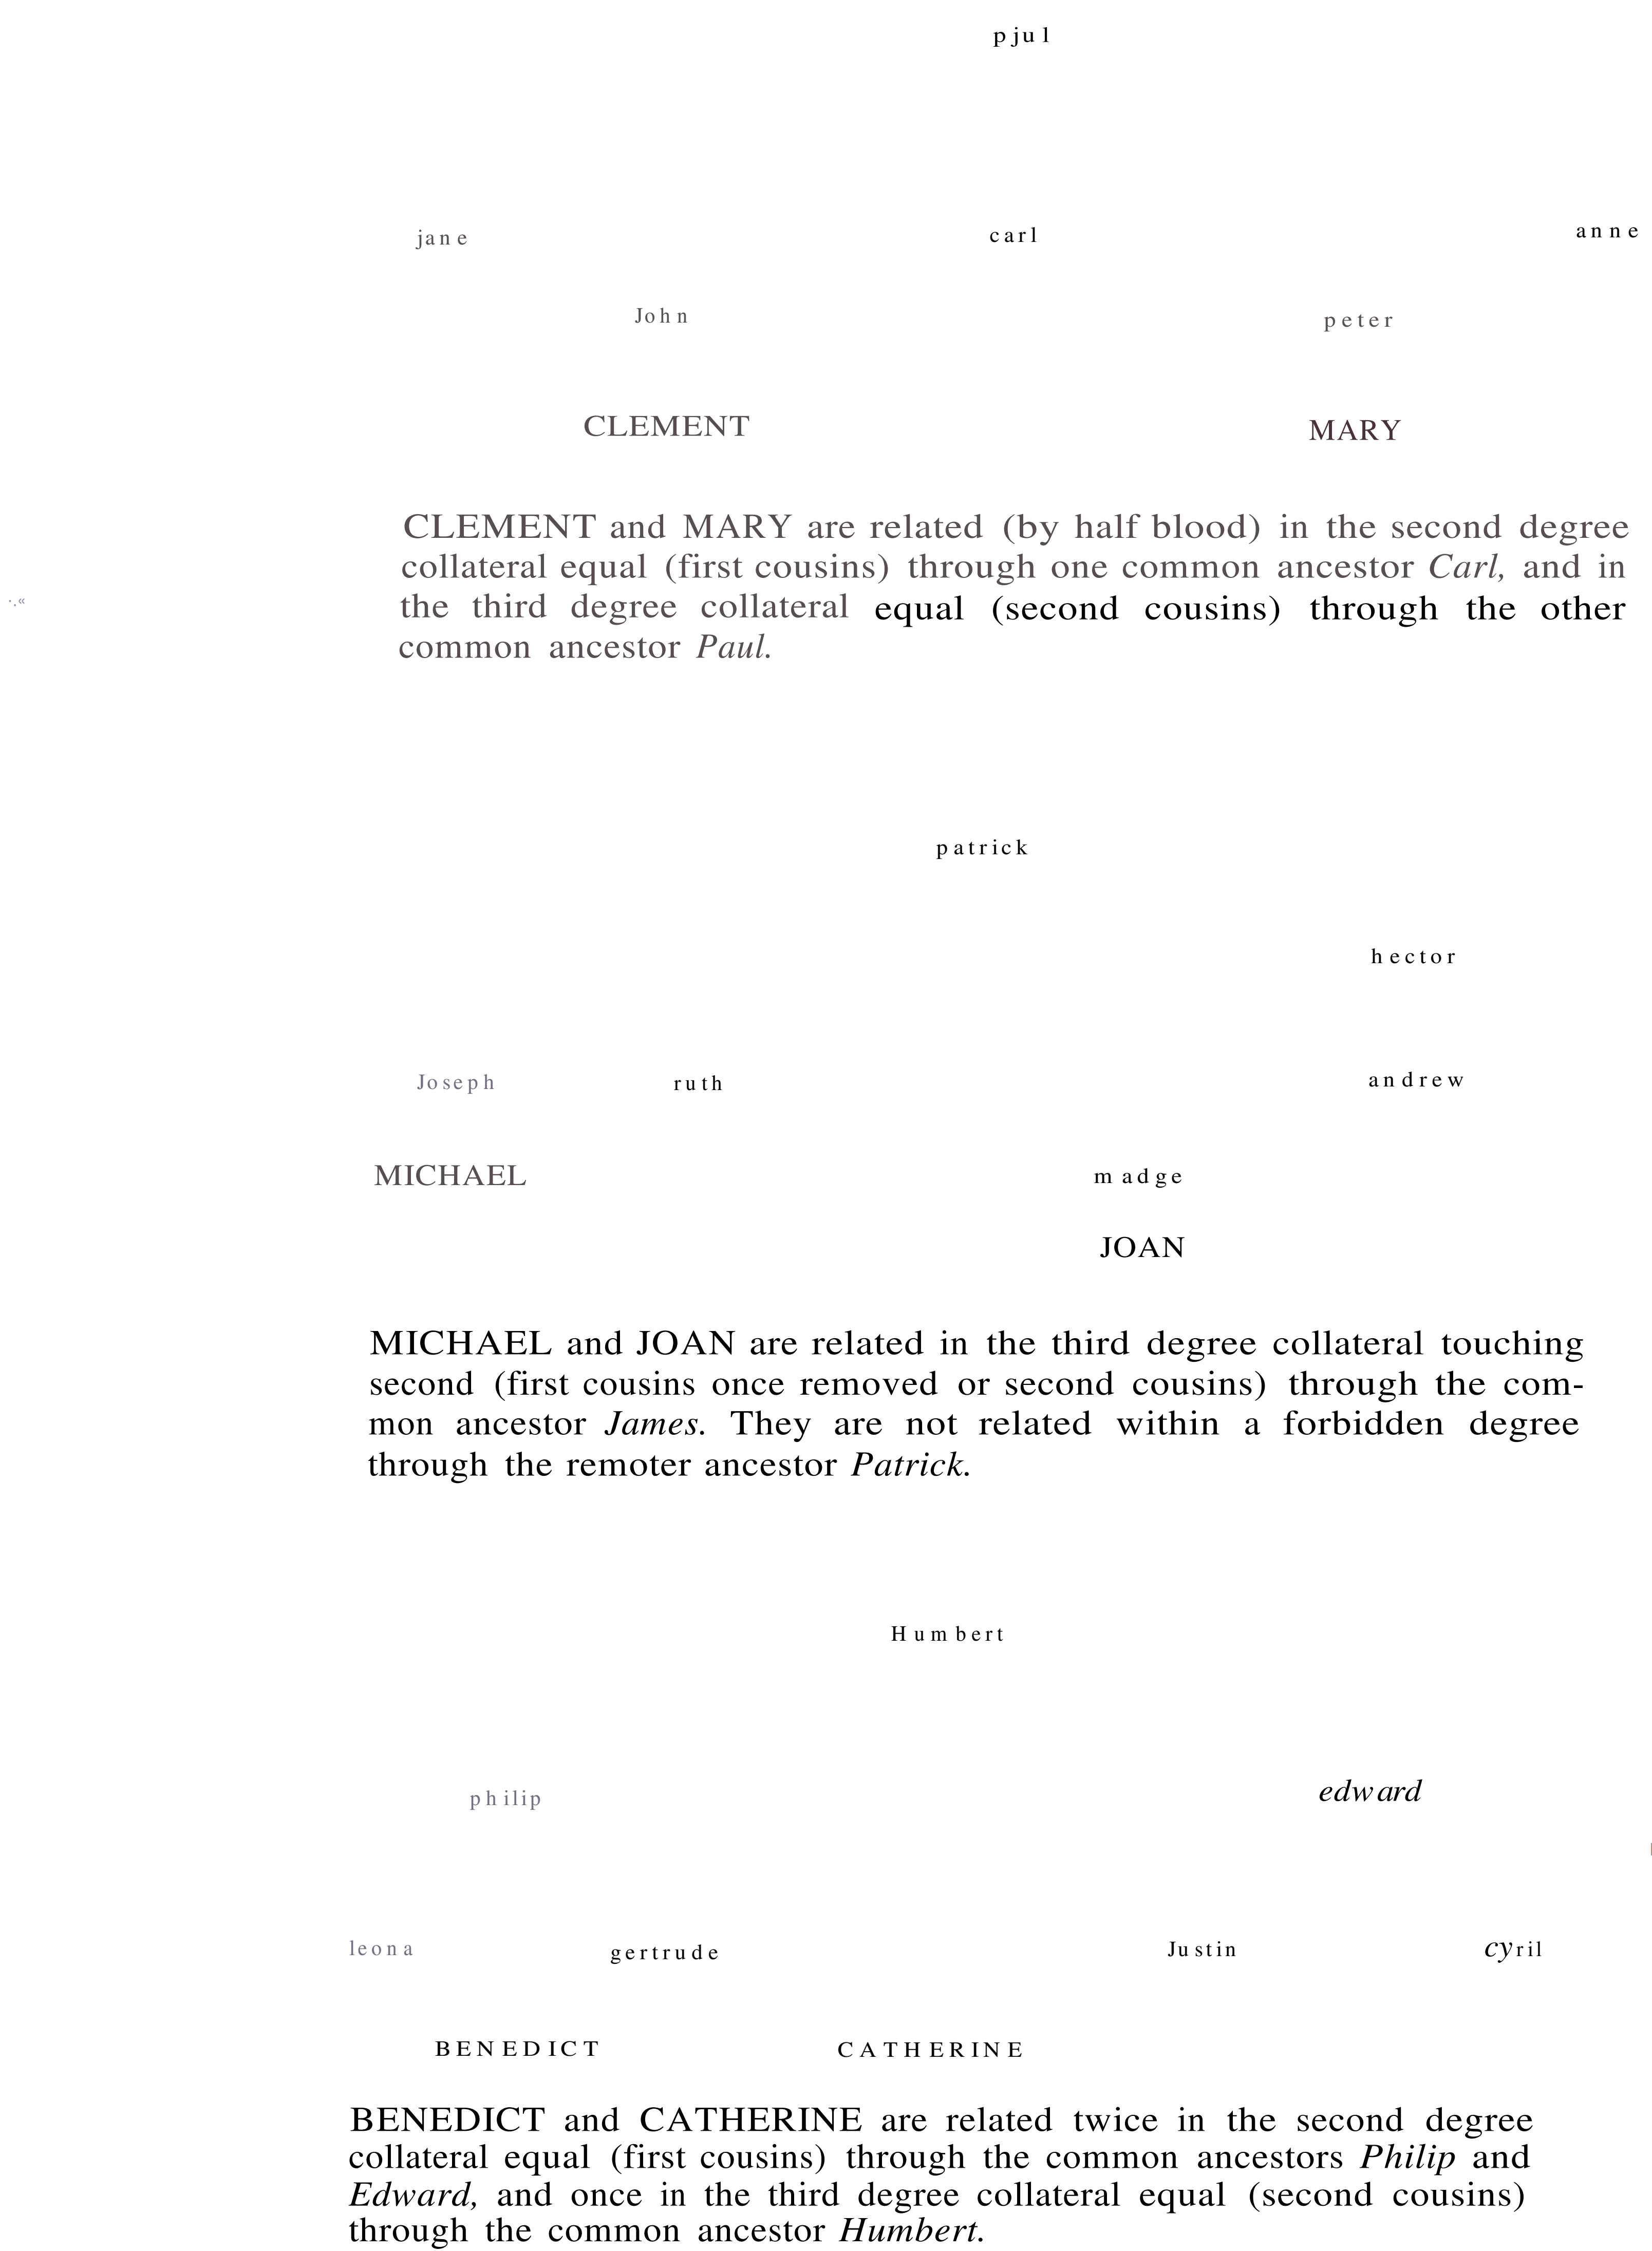 pjul
jane carl anne
John peter
CLEMENT MARY
CLEMENT and MARY are related (by half blood) in the second degree
collateral equal (first cousins) through one common ancestor Carl, and in
the third degree collateral equal (second cousins) through the other
common ancestor Paul.
patrick
hector
Joseph ruth andrew
MICHAEL madge
JOAN
MICHAEL and JOAN are related in the third degree collateral touching
second (first cousins once removed or second cousins) through the com-
mon ancestor James. They are not related within a forbidden degree
through the remoter ancestor Patrick.
Humbert
philip edward
leona gertrude Justin cyril
BENEDICT CATHERINE
BENEDICT and CATHERINE are related twice in the second degree
collateral equal (first cousins) through the common ancestors Philip and
Edward, and once in the third degree collateral equal (second cousins)
through the common ancestor Humbert.